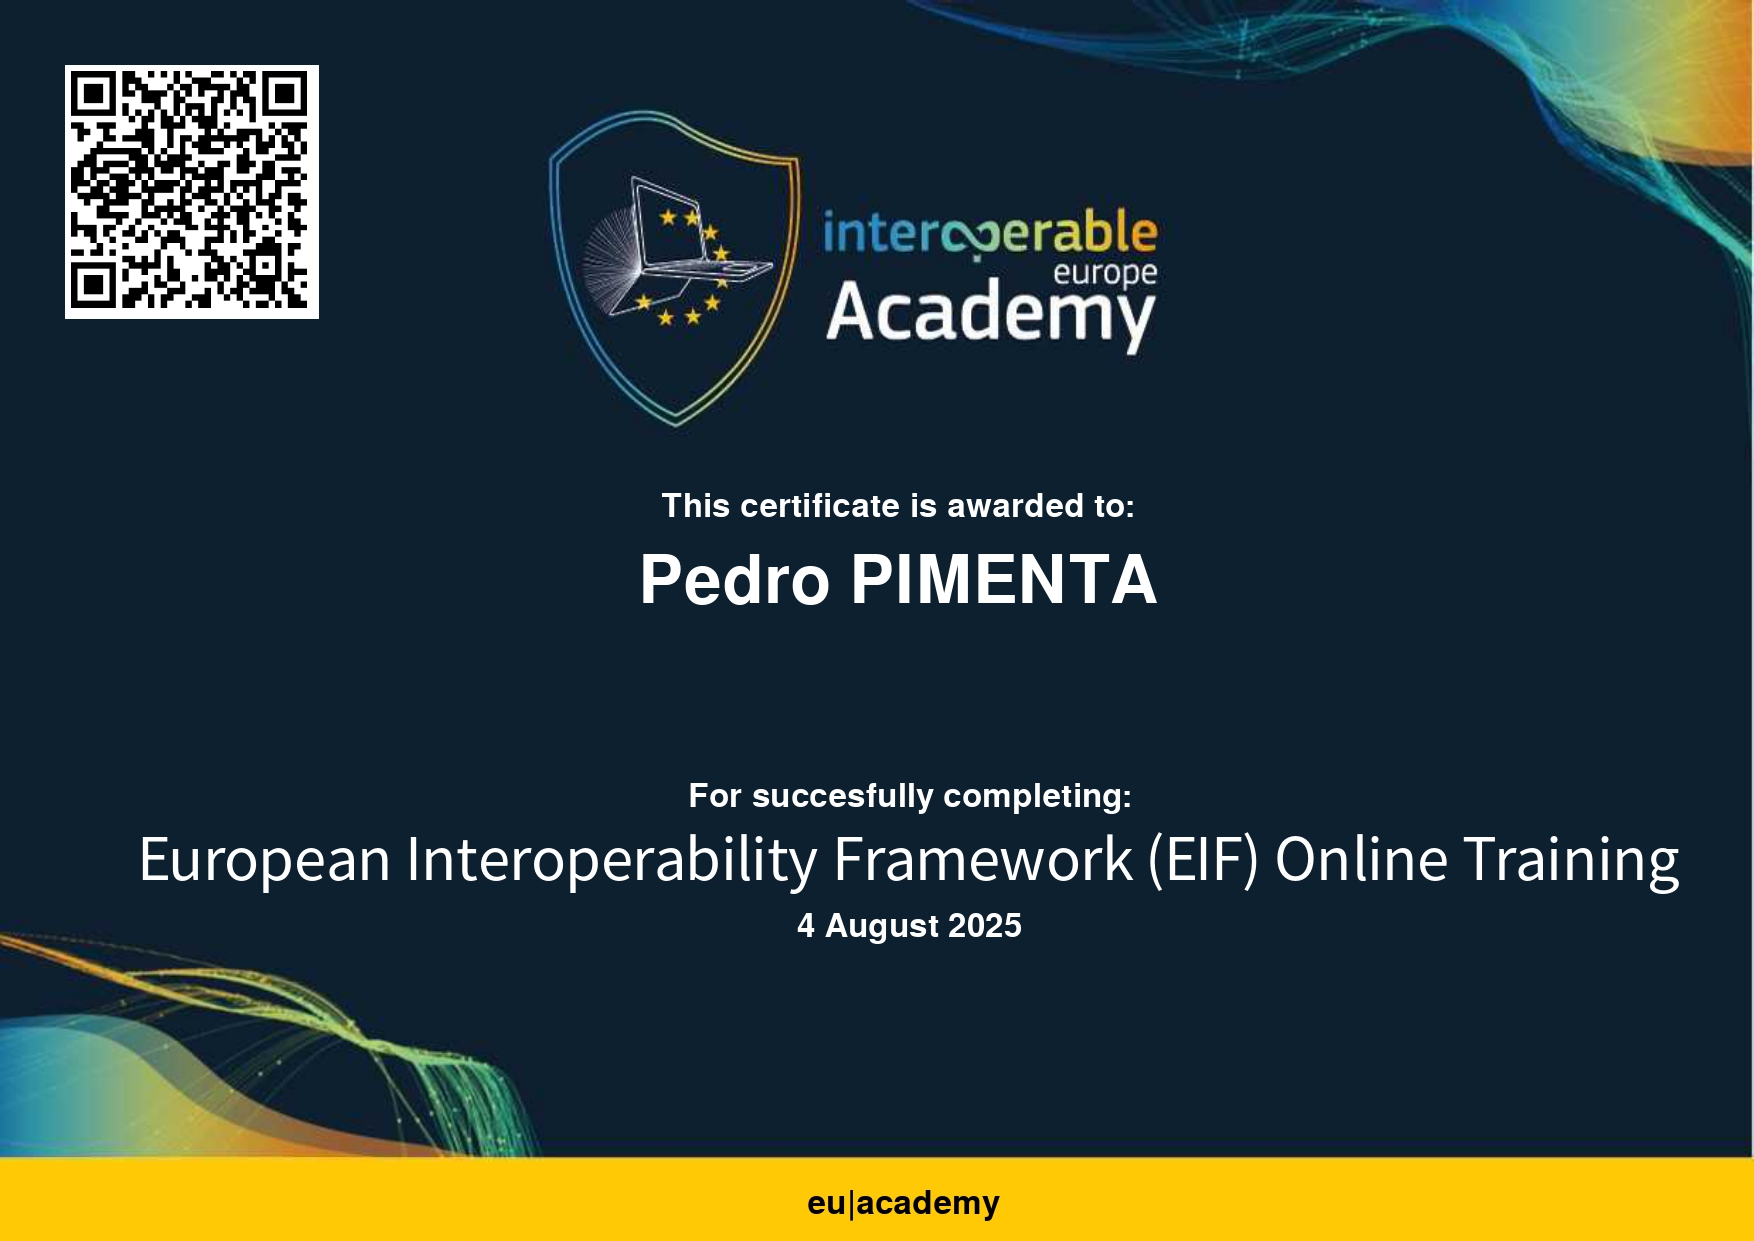 interoperable
europe
Academy
This certificate is awarded to:
Pedro PIMENTA
For succesfully completing:
European Interoperability Framework (EIF) Online Training
4 August 2025
eu|academy